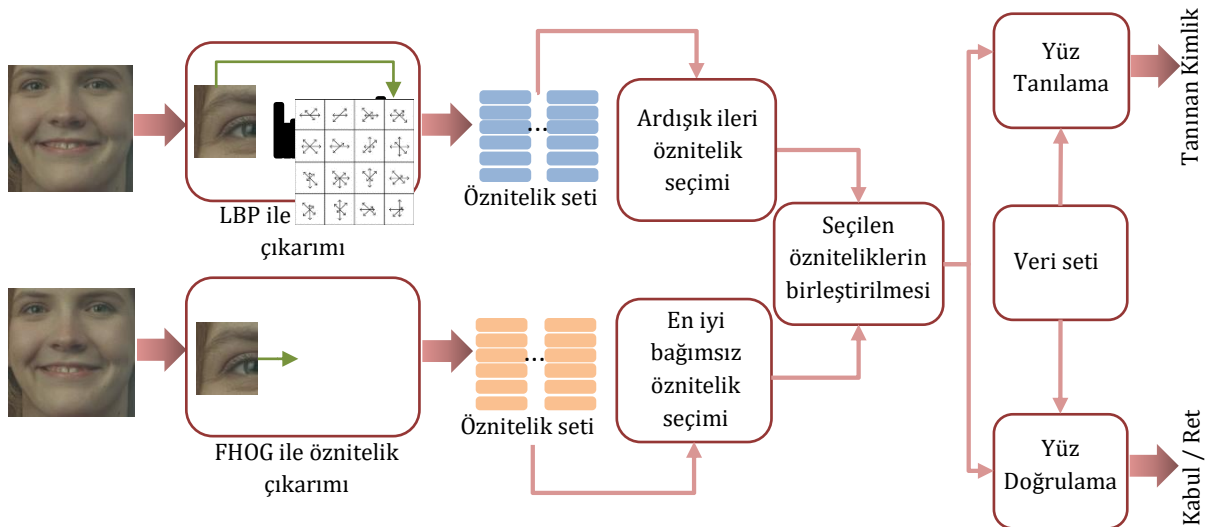 LBP ile
çıkarımı
Öznitelik seti
...
Ardışık ileri
öznitelik
seçimi
FHOG ile öznitelik
çıkarımı
Öznitelik seti
...
En iyi
bağımsız
öznitelik
seçimi
Seçilen
özniteliklerin
birleştirilmesi
Yüz
Tanılama
Tanınan Kimlik
Veri seti
Yüz
Doğrulama
Kabul / Ret